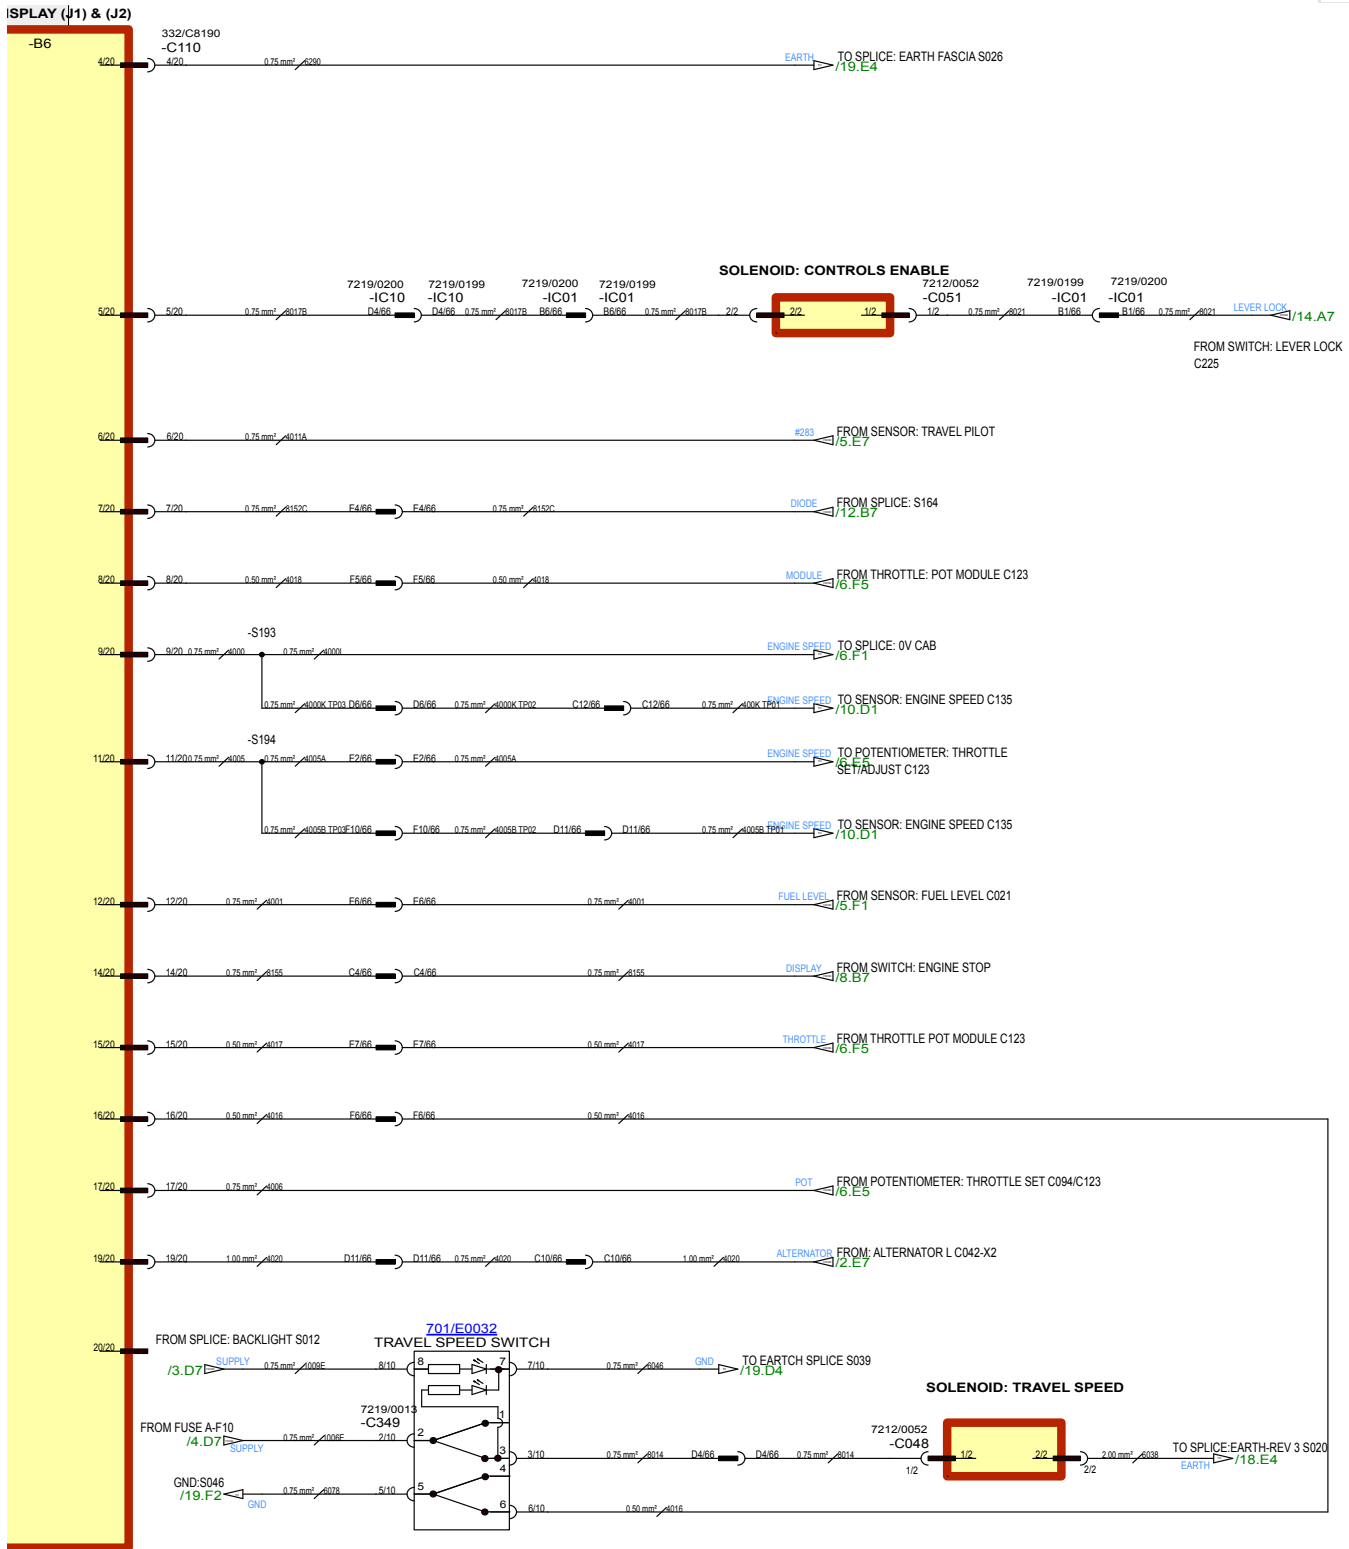 ISPLAY (J1) & (J2)
-B6
332/C8190
-C110
4/20 4/20 0.75 mm² 6290 EARTH TO SPLICE: EARTH FASCIA S026
/19.E4
SOLENOID: CONTROLS ENABLE
7219/0200 7219/0199 7219/0200 7219/0199 7212/0052 7219/0199 7219/0200
-IC10 -IC10 -IC01 -IC01 -C051 -IC01 -IC01
5/20 5/20 0.75 mm² 8017B D4/66 D4/66 0.75 mm² 8017B B6/66 B6/66 0.75 mm² 8017B 2/2 2/2 1/2 1/2 0.75 mm² 8021 B1/66 B1/66 0.75 mm² 8021 LEVER LOCK /14.A7
FROM SWITCH: LEVER LOCK
C225
6/20 6/20 0.75 mm² 4011A #283 FROM SENSOR: TRAVEL PILOT
/5.E7
7/20 7/20 0.75 mm² 8152C E4/66 E4/66 0.75 mm² 8152C DIODE FROM SPLICE: S164
/12.B7
8/20 8/20 0.50 mm² 4018 F5/66 F5/66 0.50 mm² 4018 MODULE FROM THROTTLE: POT MODULE C123
/6.F5
-S193
9/20 9/20 0.75 mm² 4000 0.75 mm² 4000I ENGINE SPEED TO SPLICE: 0V CAB
/6.F1
0.75 mm² 4000K TP03 D6/66 D6/66 0.75 mm² 4000K TP02 C12/66 C12/66 0.75 mm² 400K TP01 ENGINE SPEED TO SENSOR: ENGINE SPEED C135
/10.D1
-S194
11/20 11/20 0.75 mm² 4005 0.75 mm² 4005A E2/66 E2/66 0.75 mm² 4005A ENGINE SPEED TO POTENTIOMETER: THROTTLE
/6.E5 SET/ADJUST C123
0.75 mm² 4005B TP03 F10/66 F10/66 0.75 mm² 4005B TP02 D11/66 D11/66 0.75 mm² 4005B TP01 ENGINE SPEED TO SENSOR: ENGINE SPEED C135
/10.D1
12/20 12/20 0.75 mm² 4001 E6/66 E6/66 0.75 mm² 4001 FUEL LEVEL FROM SENSOR: FUEL LEVEL C021
/5.F1
14/20 14/20 0.75 mm² 8155 C4/66 C4/66 0.75 mm² 8155 DISPLAY FROM SWITCH: ENGINE STOP
/8.B7
15/20 15/20 0.50 mm² 4017 F7/66 F7/66 0.50 mm² 4017 THROTTLE FROM THROTTLE POT MODULE C123
/6.F5
16/20 16/20 0.50 mm² 4016 F6/66 F6/66 0.50 mm² 4016
17/20 17/20 0.75 mm² 4006 POT FROM POTENTIOMETER: THROTTLE SET C094/C123
/6.E5
19/20 19/20 1.00 mm² 4020 D11/66 D11/66 0.75 mm² 4020 C10/66 C10/66 1.00 mm² 4020 ALTERNATOR FROM: ALTERNATOR L C042-X2
/2.E7
20/20
701/E0032
TRAVEL SPEED SWITCH
FROM SPLICE: BACKLIGHT S012
/3.D7 SUPPLY 0.75 mm² 1009E 8/10 8 7 7/10 0.75 mm² 6046 GND TO EARTCH SPLICE S039
/19.D4
SOLENOID: TRAVEL SPEED
7219/0013
-C349
FROM FUSE A-F10
/4.D7 SUPPLY 0.75 mm² 1006F 2/10 2 1
7212/0052
-C048
3 3/10 0.75 mm² 8014 D4/66 D4/66 0.75 mm² 8014 1/2 1/2 2/2 2/2 2.00 mm² 6038 EARTH TO SPLICE:EARTH-REV 3 S020
/18.E4
GND:S046
/19.F2 GND 0.75 mm² 6078 5/10 5 4
6 6/10 0.50 mm² 4016